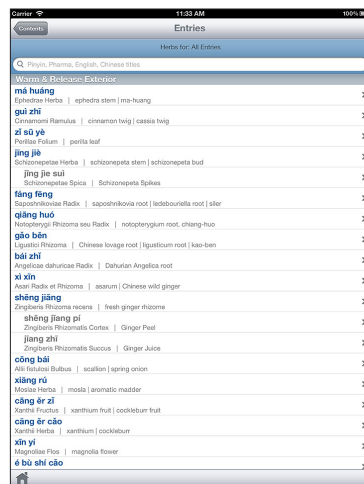 Carrier 11:33 AM 100%
Contents Entries
Herbs for: All Entries
Pinyin, Pharma, English, Chinese titles
Warm & Release Exterior
má huáng
Ephedrae Herba | ephedra stem | ma-huang
guì zhī
Cinnamomi Ramulus | cinnamon twig | cassia twig
zǐ sū yè
Perillae Folium | perilla leaf
jīng jiè
Schizonepetae Herba | schizonepeta stem | schizonepeta bud
jīng jìe suì
Schizonepetae Spica | Schizonepeta Spikes
fáng fēng
Saposhnikoviae Radix | saposhnikovia root | ledebouriella root | siler
qiāng huó
Notopterygii Rhizoma seu Radix | notopterygium root, chiang-huo
gǎo běn
Ligustici Rhizoma | Chinese lovage root | ligusticum root | kao-ben
bái zhǐ
Angelicae dahuricae Radix | Dahurian Angelica root
xì xīn
Asari Radix et Rhizoma | asarum | Chinese wild ginger
shēng jiāng
Zingiberis Rhizoma recens | fresh ginger rhizome
shēng jīang pí
Zingiberis Rhizomatis Cortex | Ginger Peel
jīang zhī
Zingiberis Rhizomatis Succus | Ginger Juice
cōng bái
Allii fistulosi Bulbus | scallion | spring onion
xiāng rú
Moslae Herba | mosla | aromatic madder
cāng ěr zǐ
Xanthii Fructus | xanthium fruit | cocklebur fruit
cāng ěr cǎo
Xanthii Herba | xanthium | cockleburr
xīn yí
Magnoliae Flos | magnolia flower
é bù shí cǎo